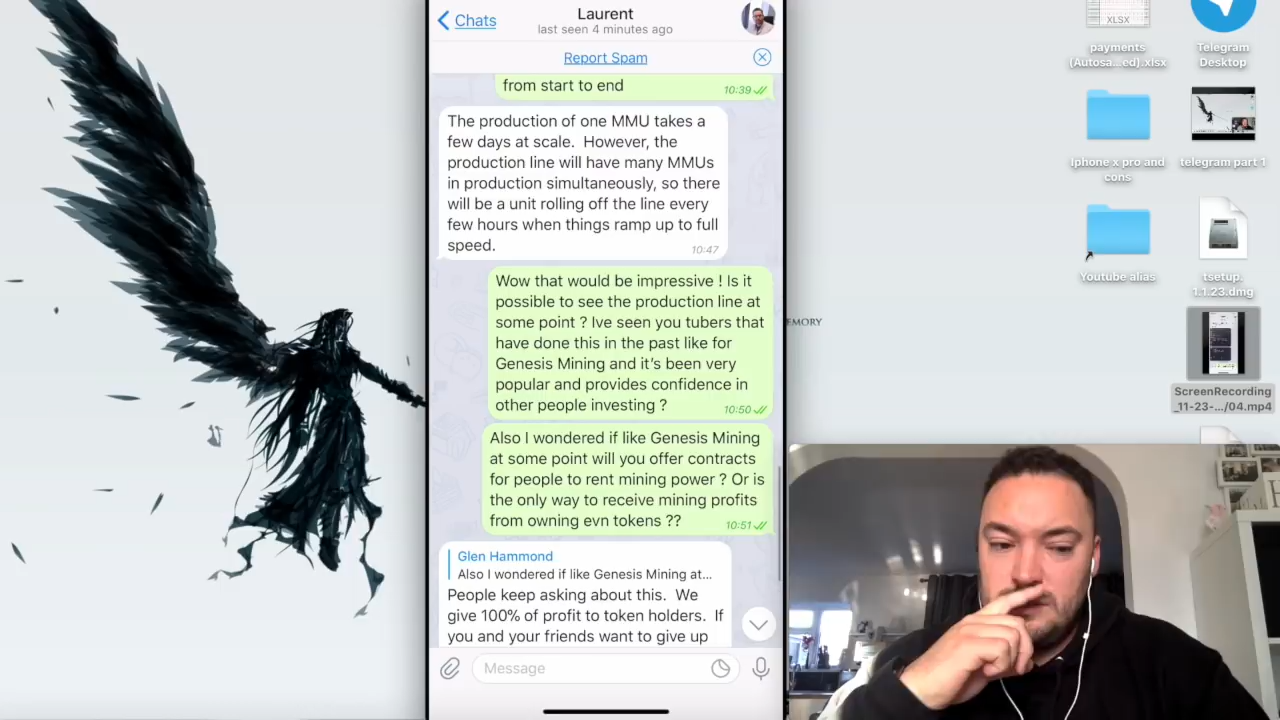 Chats
Laurent
last seen 4 minutes ago
Report Spam
from start to end
10:39
The production of one MMU takes a
few days at scale. However, the
production line will have many MMUs
in production simultaneously, so there
will be a unit rolling off the line every
few hours when things ramp up to full
speed.
10:47
Wow that would be impressive ! Is it
possible to see the production line at
some point ? Ive seen you tubers that
have done this in the past like for
Genesis Mining and it's been very
popular and provides confidence in
other people investing ?
10:50
Also I wondered if like Genesis Mining
at some point will you offer contracts
for people to rent mining power ? Or is
the only way to receive mining profits
from owning evn tokens ??
10:51
Glen Hammond
Also I wondered if like Genesis Mining at...
People keep asking about this. We
give 100% of profit to token holders. If
you and your friends want to give up
Message
EMORY
XLSX
payments
(Autosa...ed).xlsx
Telegram
Desktop
Iphone x pro and
cons
telegram part 1
Youtube alias
tsetup.
1.1.23.dmg
ScreenRecording
_11-23-.../04.mp4